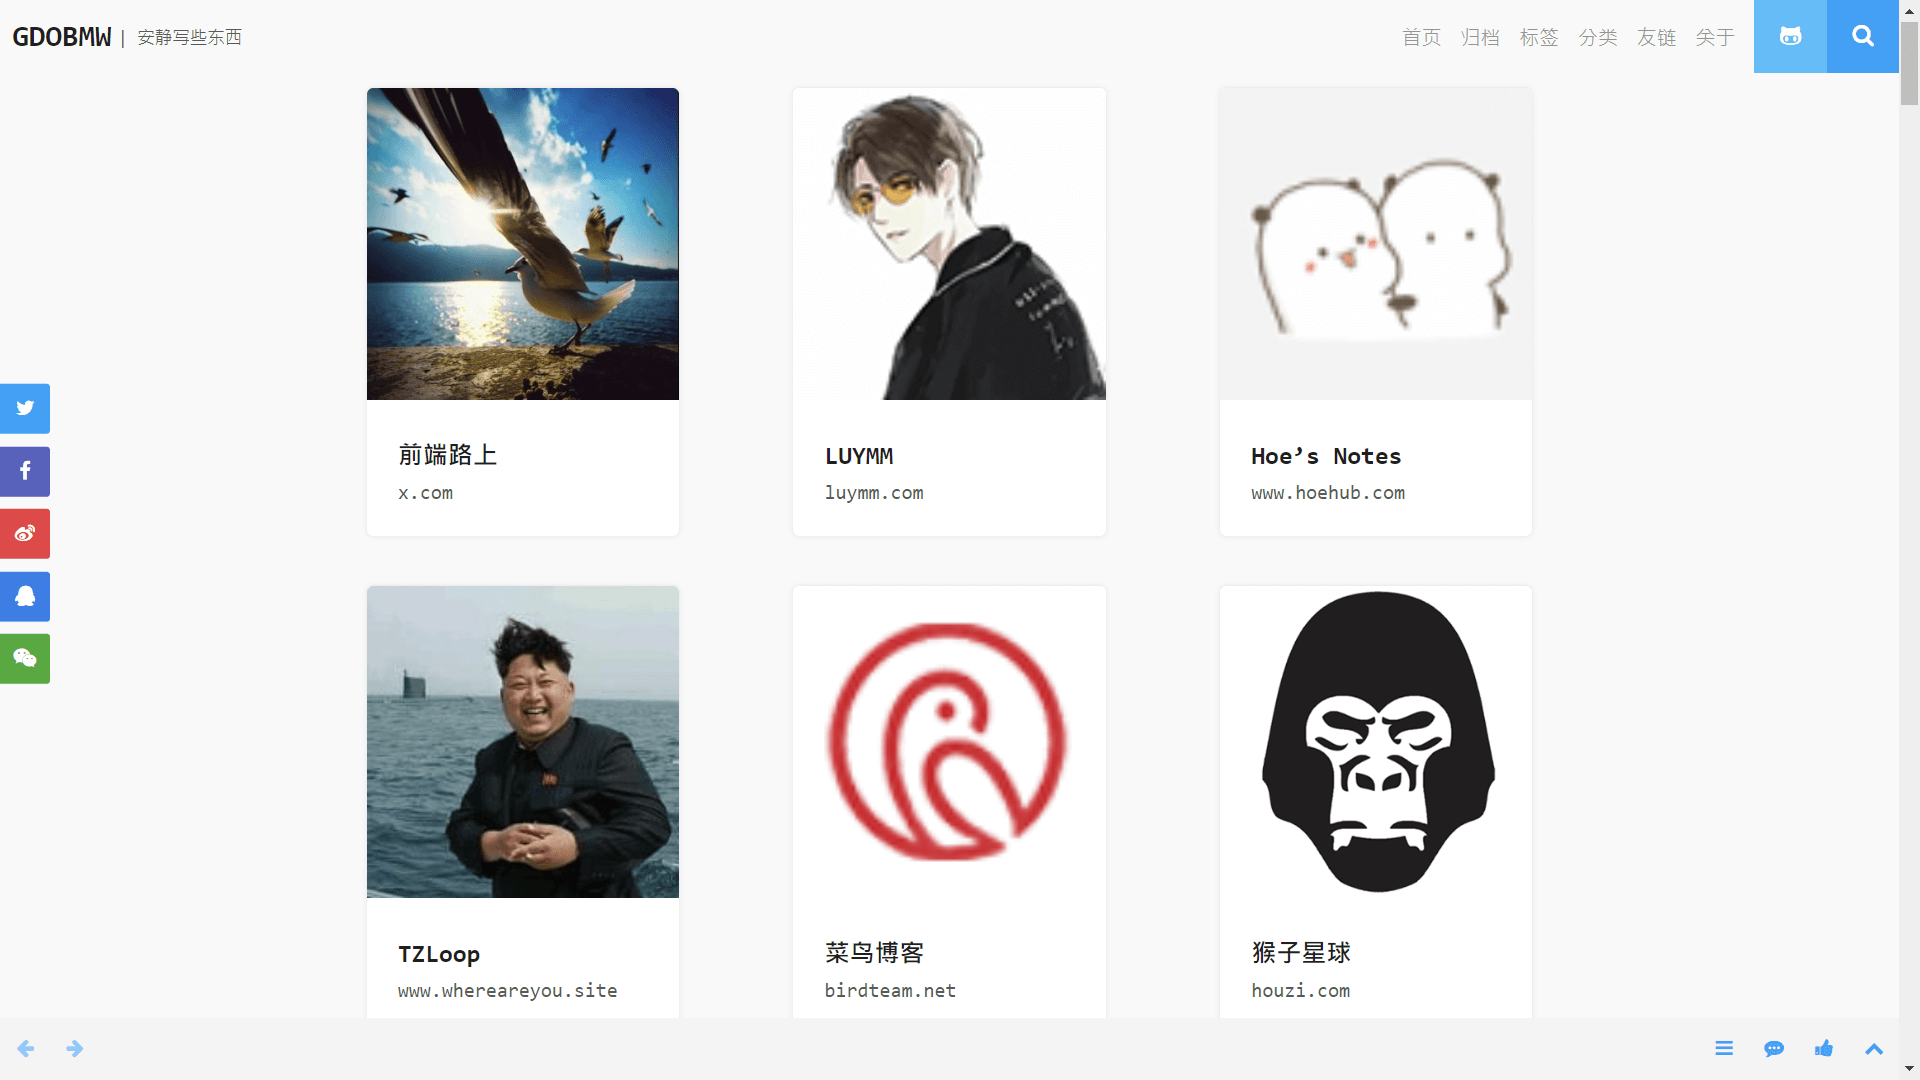 GDOBMW | 安静写些东西
首页 归档 标签 分类 友链 关于
前端路上
x.com
LUYMM
luymm.com
Hoe’s Notes
www.hoehub.com
TZLoop
www.whereareyou.site
菜鸟博客
birdteam.net
猴子星球
houzi.com